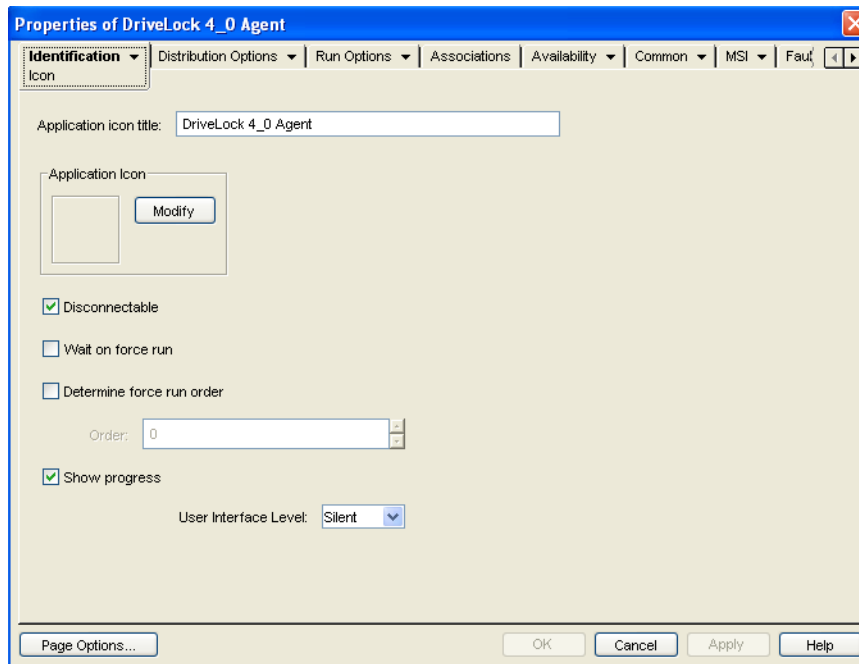 Properties of DriveLock 4_0 Agent
Identification Distribution Options Run Options Associations Availability Common MSI
Icon
Application icon title: DriveLock 4_0 Agent
Application Icon
Modify
Disconnectable
Wait on force run
Determine force run order
Order: 0
Show progress
User Interface Level: Silent
Page Options... OK Cancel Apply Help